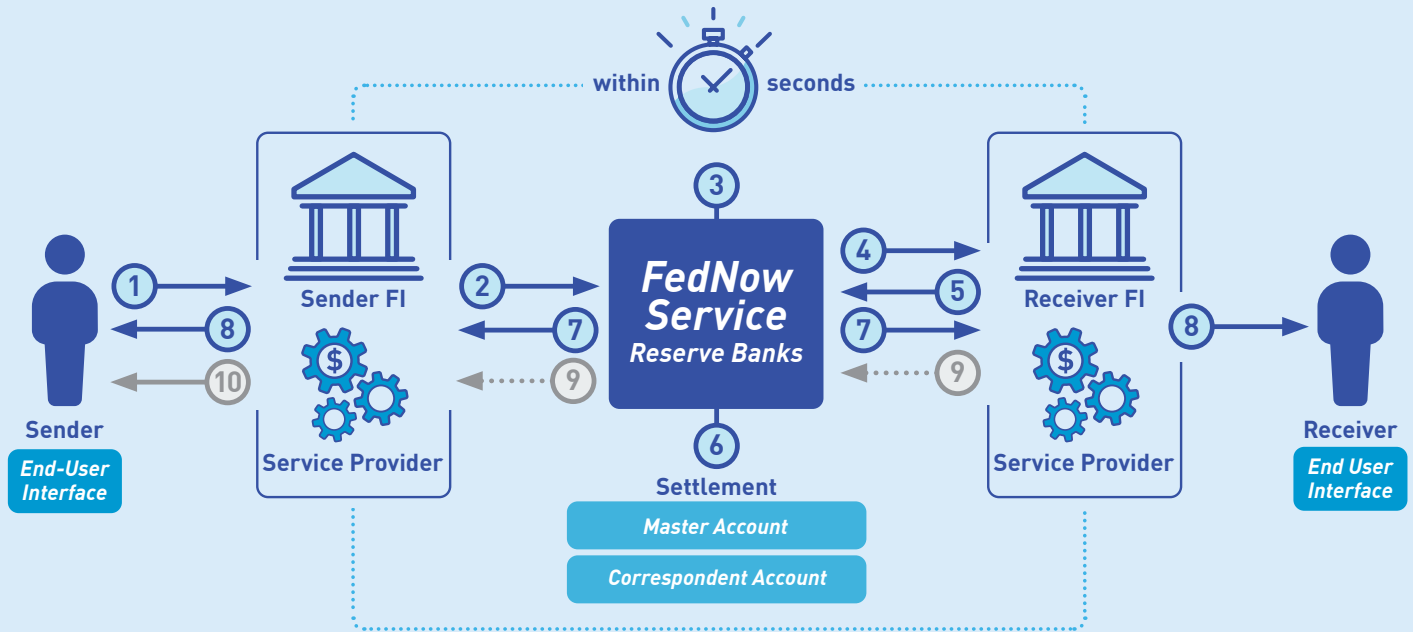 within seconds
3
1
8
10
Sender
End-User
Interface
Sender FI
$
Service Provider
2
7
9
FedNow
Service
Reserve Banks
6
Settlement
Master Account
Correspondent Account
4
5
7
9
Receiver FI
$
Service Provider
8
Receiver
End User
Interface